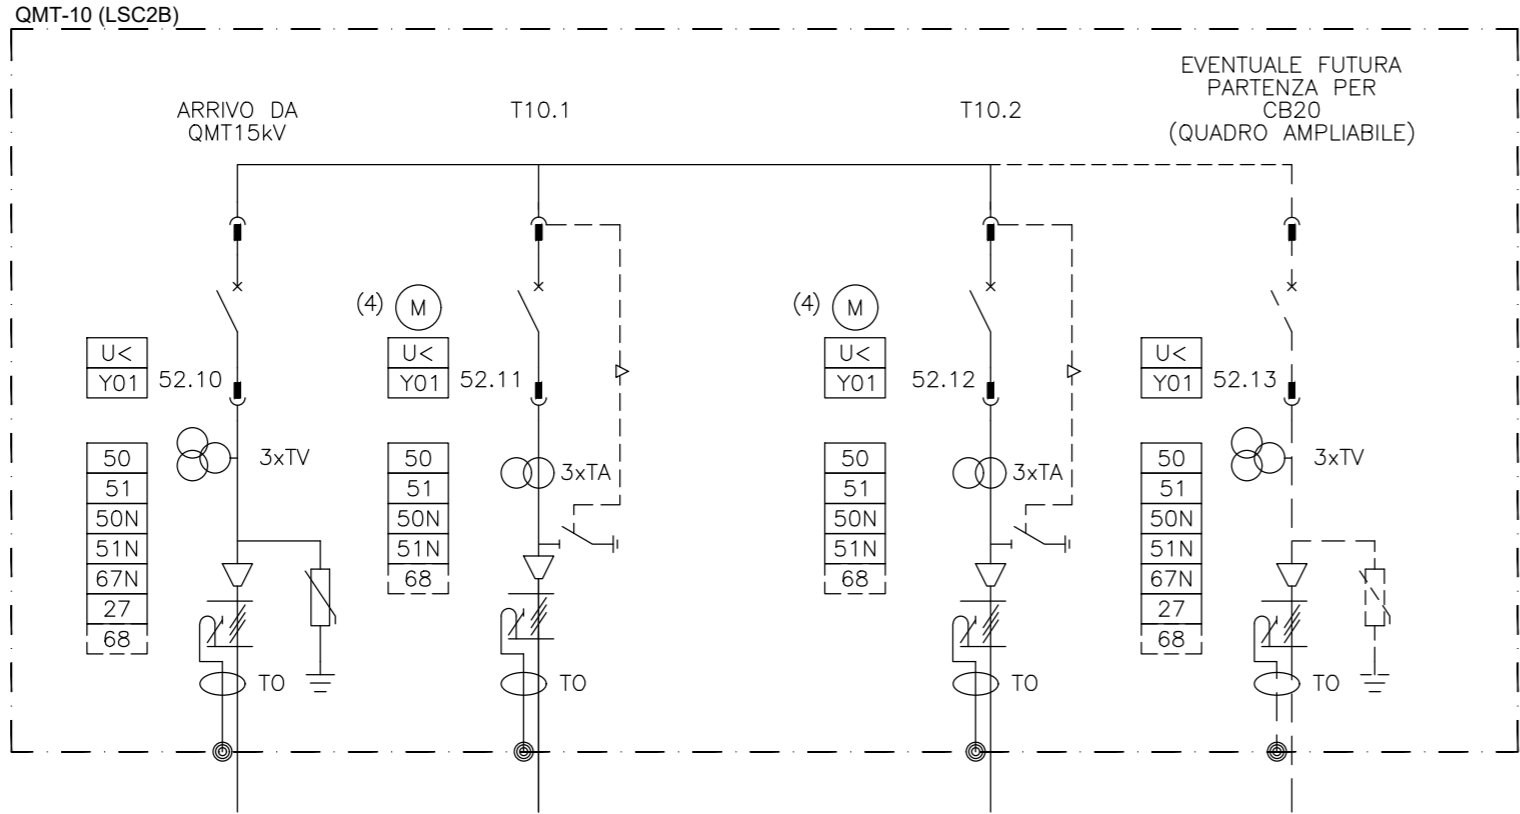 QMT-10 (LSC2B)
ARRIVO DA
QMT15kV
T10.1
T10.2
EVENTUALE FUTURA
PARTENZA PER
CB20
(QUADRO AMPLIABILE)
U<
Y01
52.10
50
51
50N
51N
67N
27
68
3xTV
TO
(4)
M
U<
Y01
52.11
50
51
50N
51N
68
3xTA
TO
(4)
M
U<
Y01
52.12
50
51
50N
51N
68
3xTA
TO
U<
Y01
52.13
50
51
50N
51N
67N
27
68
3xTV
TO